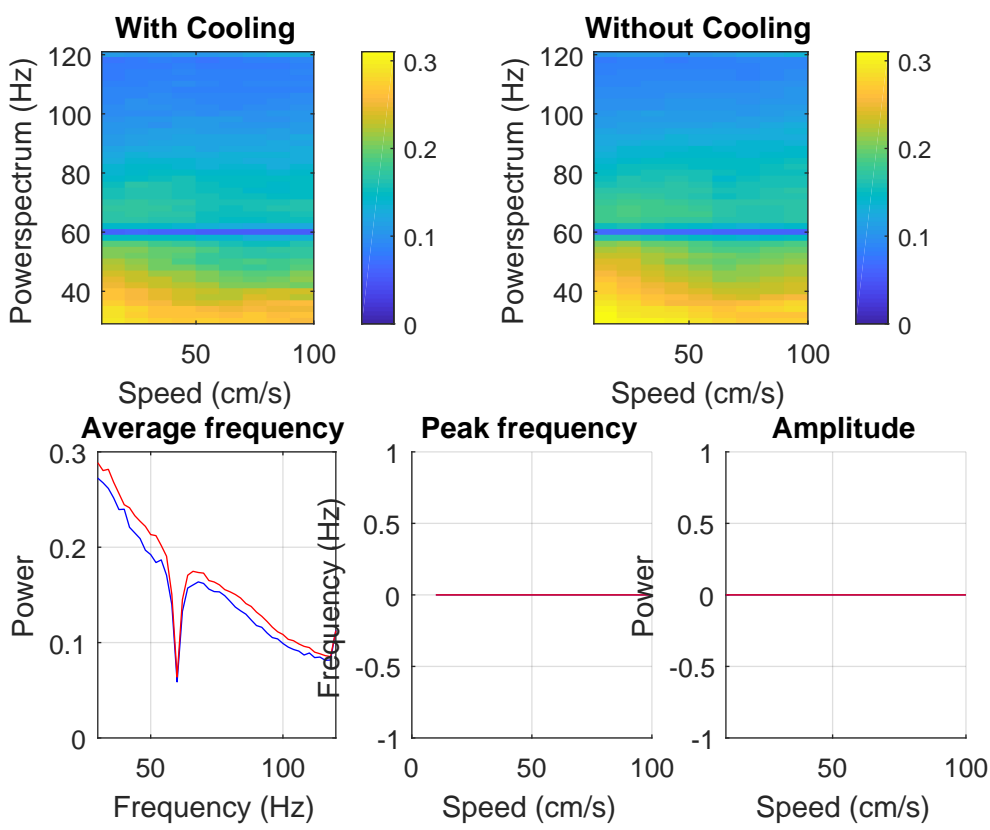 With Cooling
Powerspectrum (Hz)
120
100
80
60
40
50
100
Speed (cm/s)
0.3
0.2
0.1
0
Without Cooling
Powerspectrum (Hz)
120
100
80
60
40
50
100
Speed (cm/s)
0.3
0.2
0.1
0
Average frequency
Power
0.3
0.2
0.1
0
50
100
Frequency (Hz)
Peak frequency
Frequency (Hz)
1
0.5
0
-0.5
-1
0
50
100
Speed (cm/s)
Amplitude
Power
1
0.5
0
-0.5
-1
50
100
Speed (cm/s)